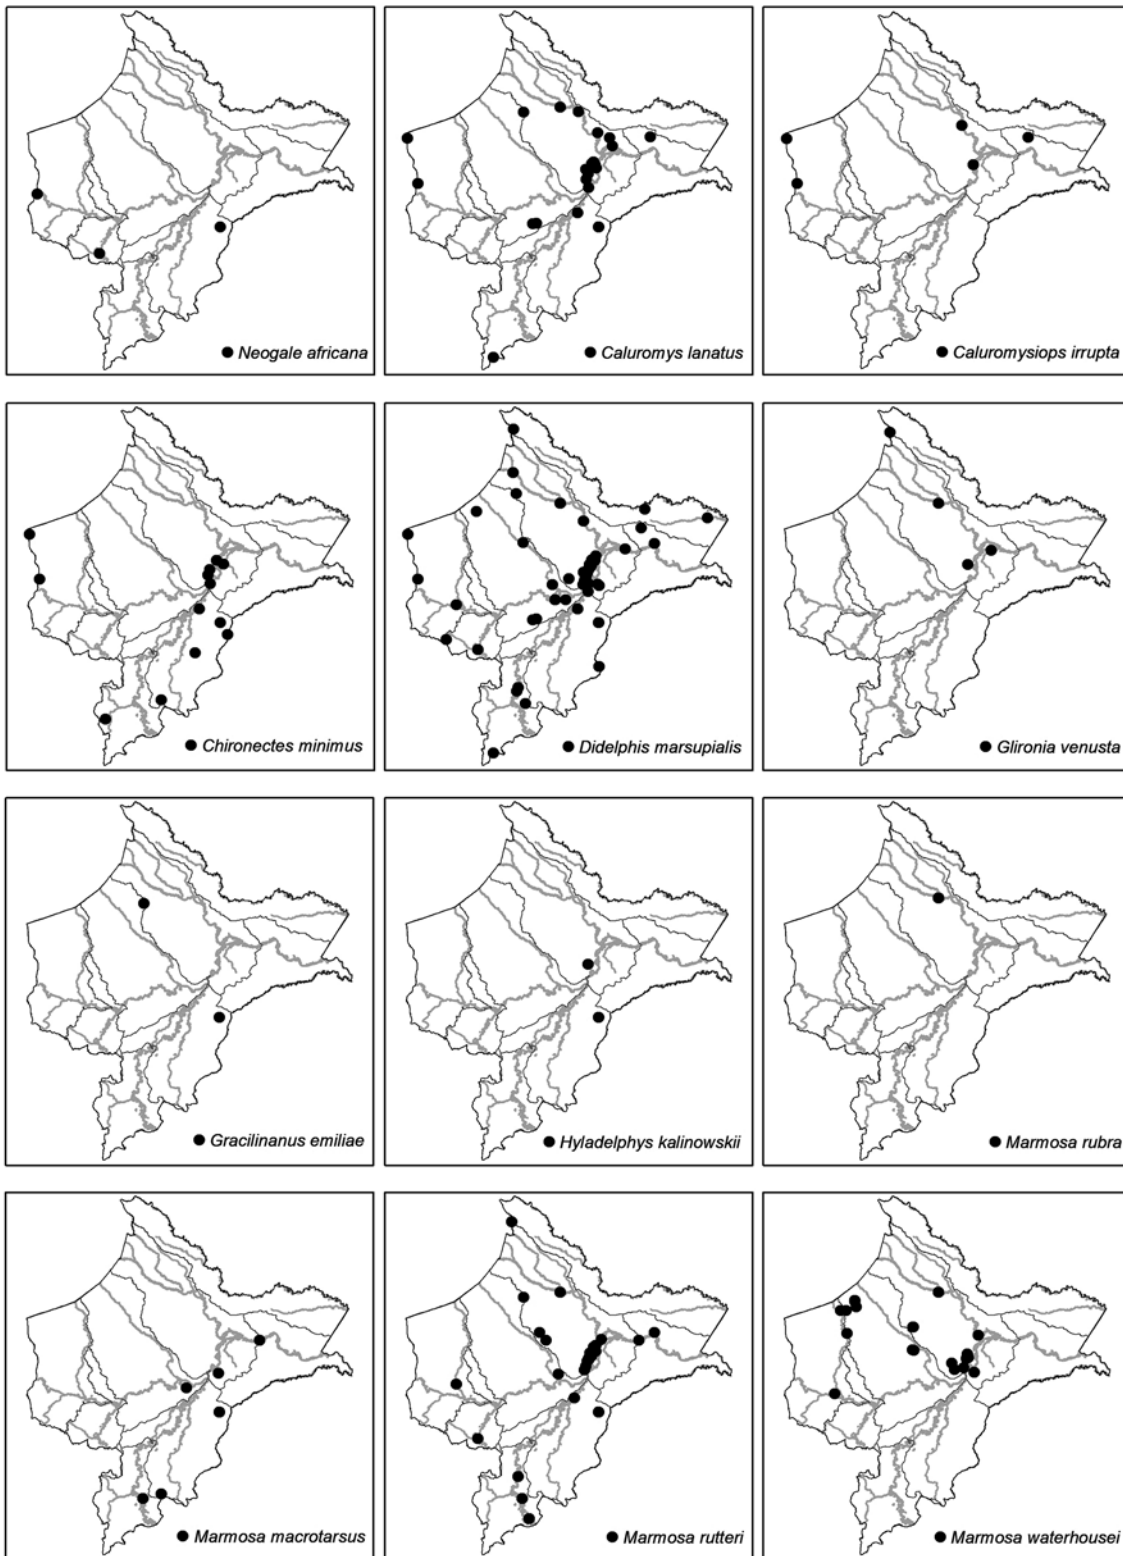 Neogale africana
Caluromys lanatus
Caluromysiops irrupta
Chironectes minimus
Didelphis marsupialis
Glironia venusta
Gracilinanus emiliae
Hyladelphys kalinowskii
Marmosa rubra
Marmosa macrotarsus
Marmosa rutteri
Marmosa waterhousei